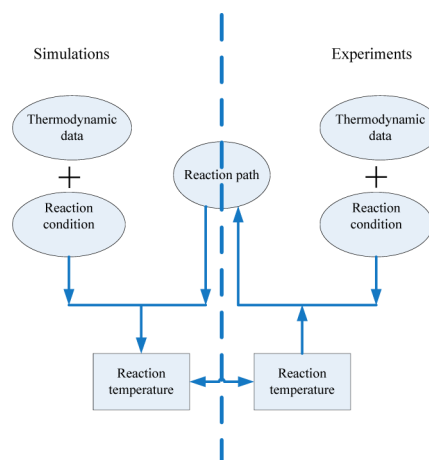 Simulations
Experiments
Thermodynamic
data
Thermodynamic
data
+
+
Reaction path
Reaction
condition
Reaction
condition
Reaction
temperature
Reaction
temperature